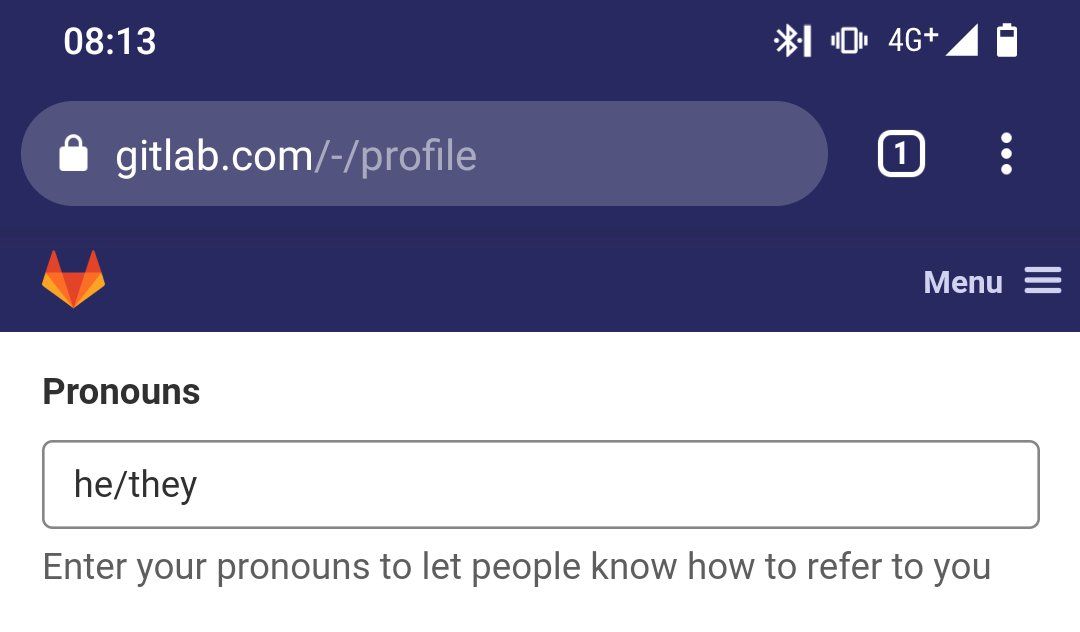 08:13 4G+
gitlab.com/-/profile 1
Menu
Pronouns
he/they
Enter your pronouns to let people know how to refer to you